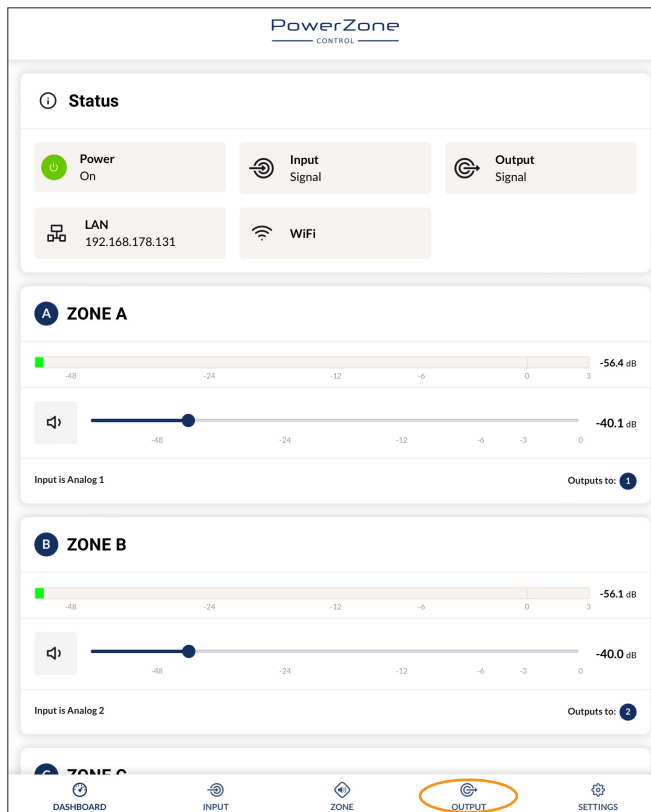 PowerZone
CONTROL
Status
Power
On
Input
Signal
Output
Signal
LAN
192.168.178.131
WiFi
A ZONE A
-56.4 dB
-48 -24 -12 -6 0 3
-40.1 dB
-48 -24 -12 -6 -3 0
Input is Analog 1 Outputs to: 1
B ZONE B
-56.1 dB
-48 -24 -12 -6 0 3
-40.0 dB
-48 -24 -12 -6 -3 0
Input is Analog 2 Outputs to: 2
C ZONE C
DASHBOARD INPUT ZONE OUTPUT SETTINGS